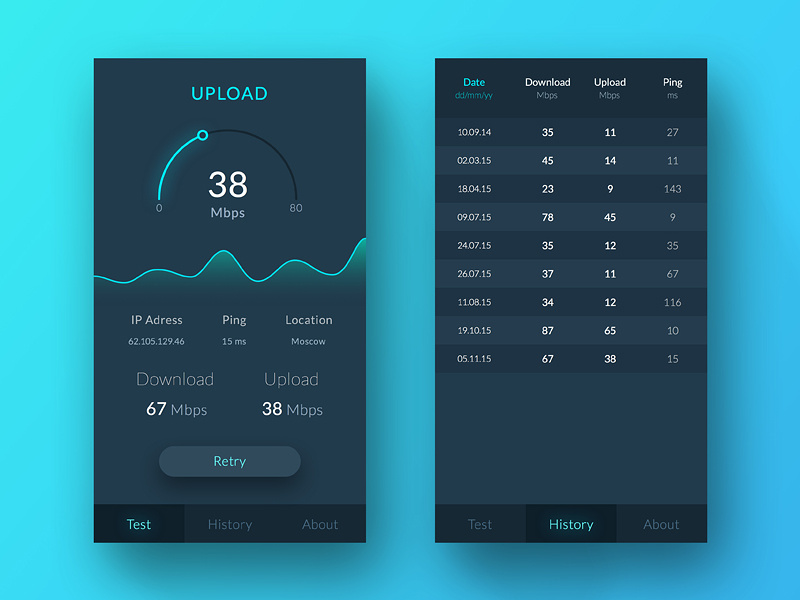 UPLOAD
38
Mbps
0 80
IP Adress Ping Location
62.105.129.46 15 ms Moscow
Download Upload
67 Mbps 38 Mbps
Retry
Test History About
Date Download Upload Ping
dd/mm/yy Mbps Mbps ms
10.09.14 35 11 27
02.03.15 45 14 11
18.04.15 23 9 143
09.07.15 78 45 9
24.07.15 35 12 35
26.07.15 37 11 67
11.08.15 34 12 116
19.10.15 87 65 10
05.11.15 67 38 15
Test History About